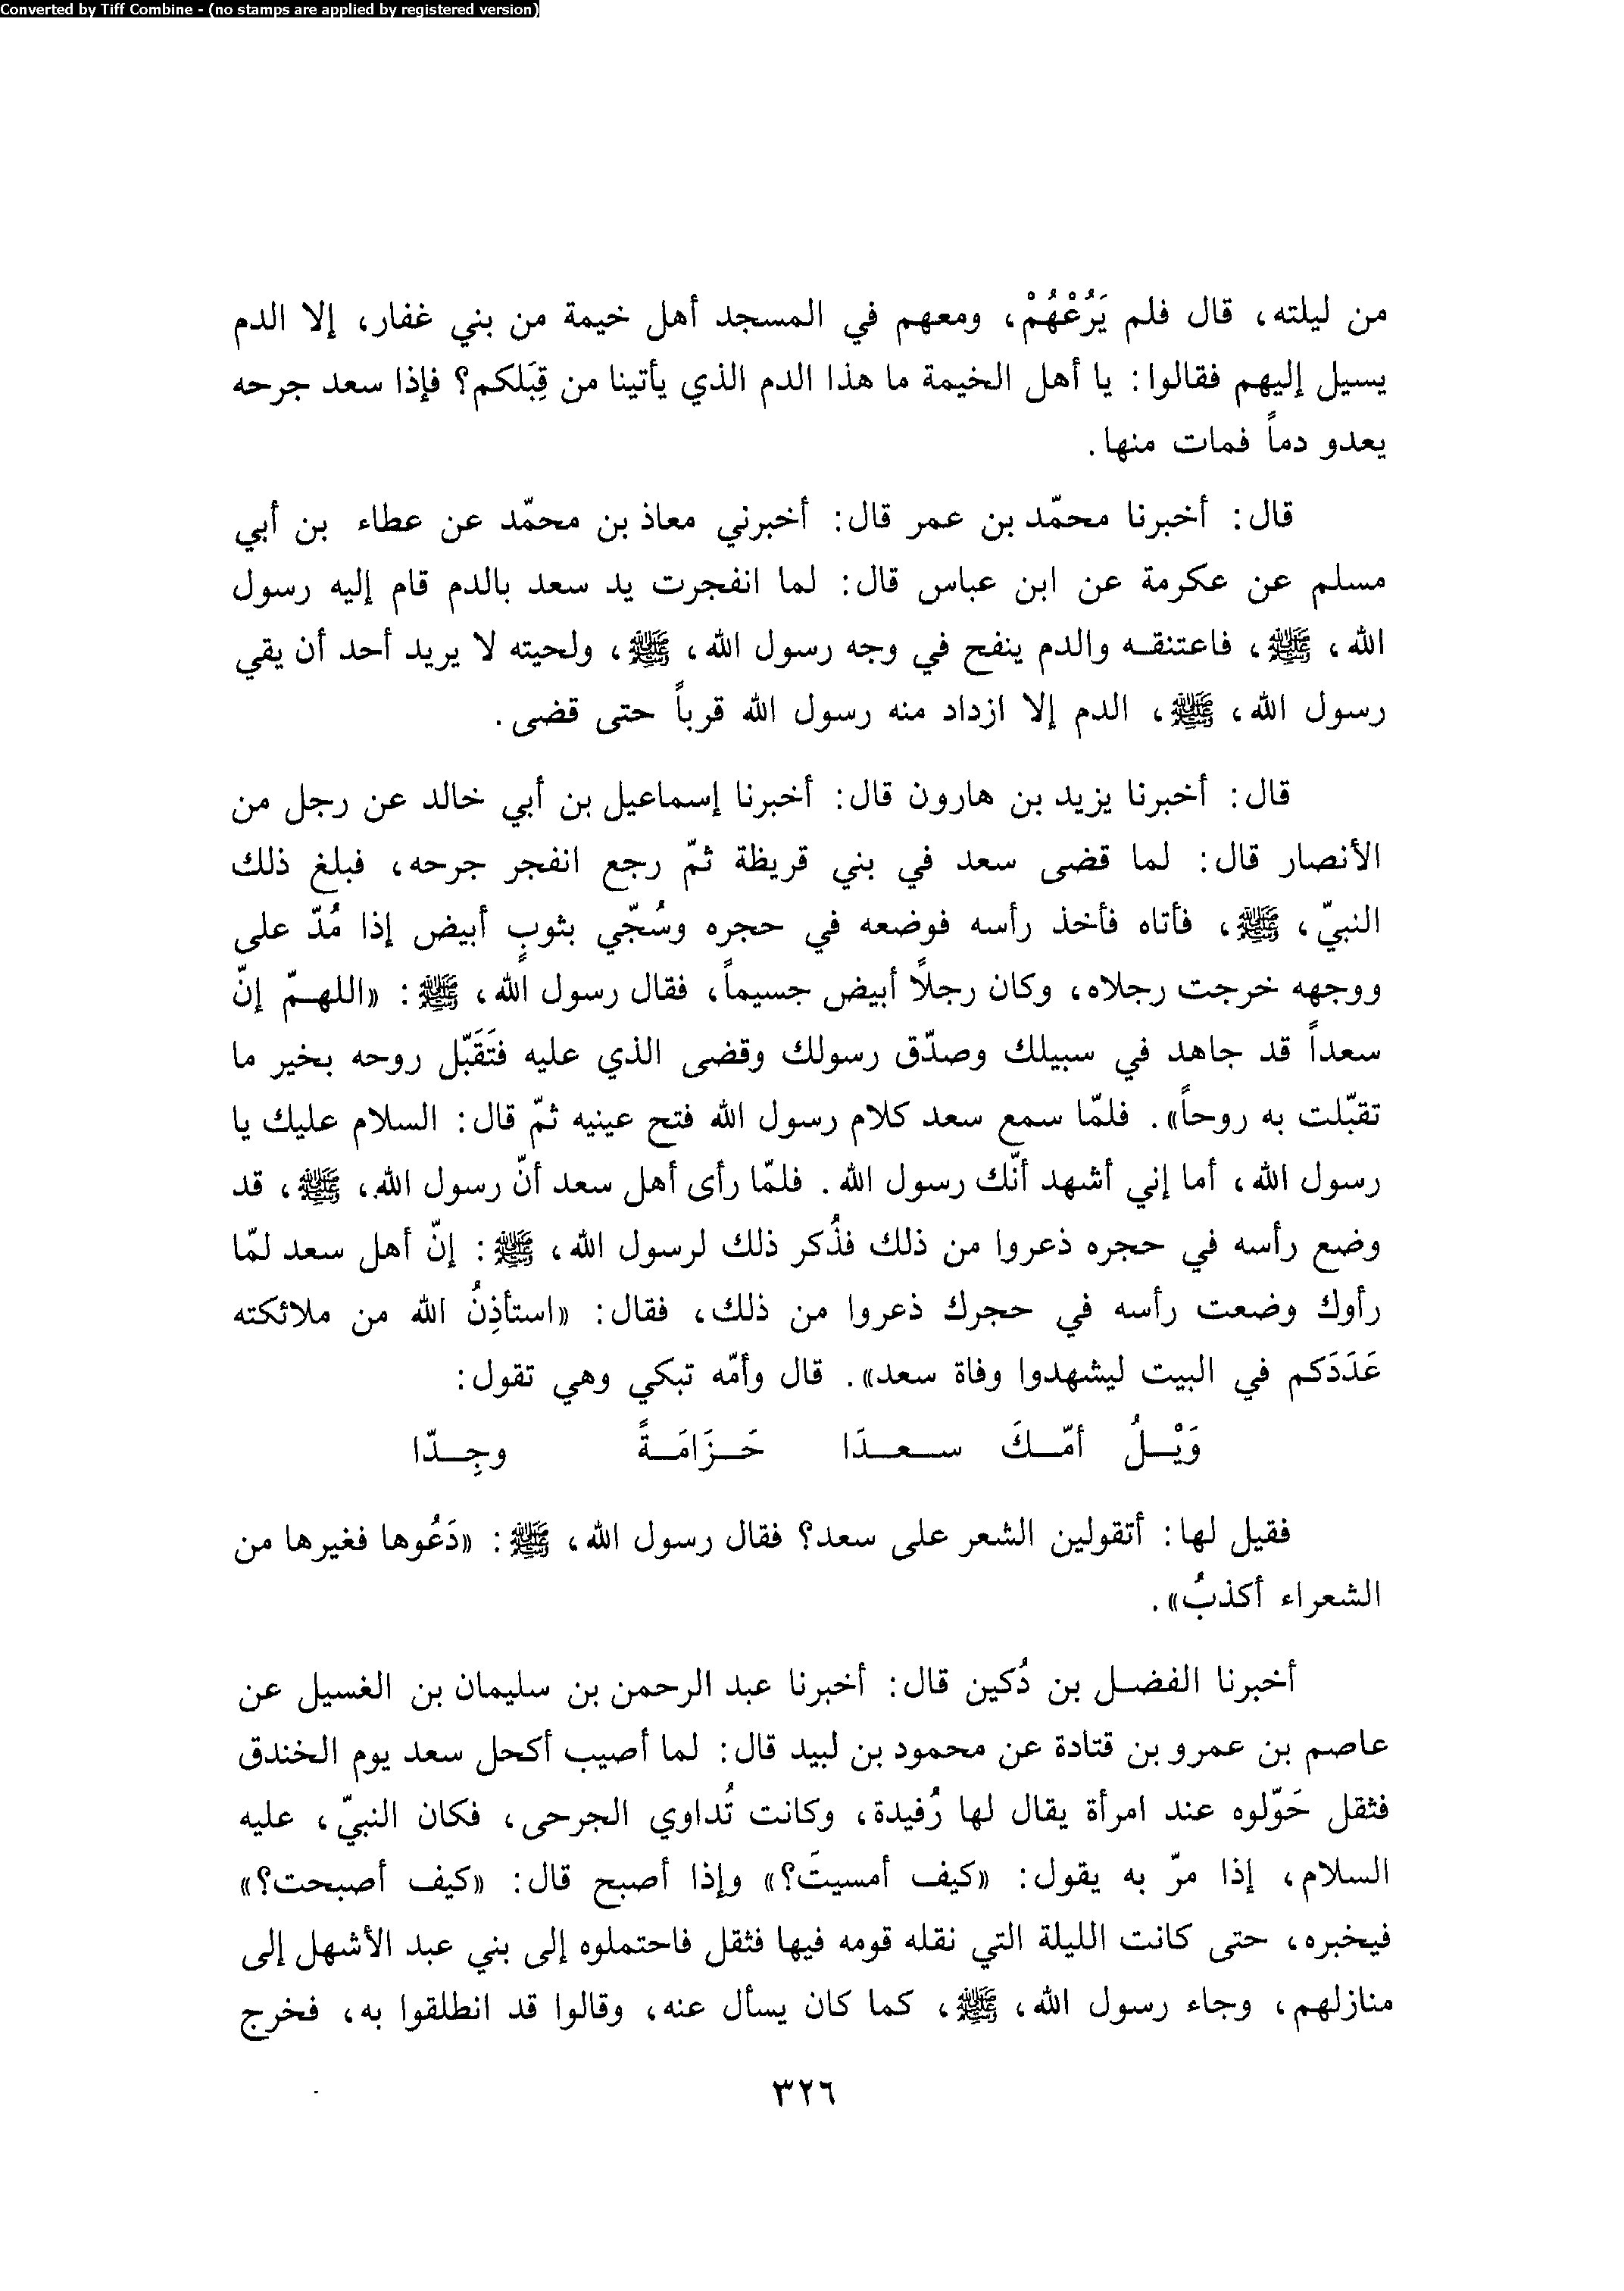 Converted by Tiff Combine - (no stamps are applied by registered version)
من ليلته، قال فلم يَرُعْهُمْ، ومعهم في المسجد أهل خيمة من بني غفار، إلا الدم
يسيل إليهم فقالوا: يا أهل الخيمة ما هذا الدم الذي يأتينا من قِبَلكم؟ فإذا سعد جرحه
يعدو دماً فمات منها.
قال: أخبرنا محمّد بن عمر قال: أخبرني معاذ بن محمّد عن عطاء بن أبي
مسلم عن عكرمة عن ابن عباس قال: لما انفجرت يد سعد بالدم قام إليه رسول
الله، ﷺ، فاعتنقه والدم ينفح في وجه رسول الله، ﷺ، ولحيته لا يريد أحد أن يقي
رسول الله، ﷺ، الدم إلا ازداد منه رسول الله قرباً حتى قضى.
قال: أخبرنا يزيد بن هارون قال: أخبرنا إسماعيل بن أبي خالد عن رجل من
الأنصار قال: لما قضى سعد في بني قريظة ثمّ رجع انفجر جرحه، فبلغ ذلك
النبيّ، ﷺ، فأتاه فأخذ رأسه فوضعه في حجره وسُجّي بثوبٍ أبيض إذا مُدّ على
ووجهه خرجت رجلاه، وكان رجلاً أبيض جسيماً، فقال رسول الله، ﷺ: «اللهمّ إنّ
سعداً قد جاهد في سبيلك وصدّق رسولك وقضى الذي عليه فتَقَبّل روحه بخير ما
تقبّلت به روحاً». فلمّا سمع سعد كلام رسول الله فتح عينيه ثمّ قال: السلام عليك يا
رسول الله، أما إني أشهد أنّك رسول الله. فلمّا رأى أهل سعد أنّ رسول الله، ﷺ، قد
وضع رأسه في حجره ذعروا من ذلك فذُكر ذلك لرسول الله، ﷺ: إنّ أهل سعد لمّا
رأوك وضعت رأسه في حجرك ذعروا من ذلك، فقال: «استأذِنُ الله من ملائكته
عَدَدَكم في البيت ليشهدوا وفاة سعد». قال وأمّه تبكي وهي تقول:
وَيْلُ أمّكَ سعدَا حَزَامَةً وجِدّا
فقيل لها: أتقولين الشعر على سعد؟ فقال رسول الله، ﷺ: «دَعُوها فغيرها من
الشعراء أكذبُ».
أخبرنا الفضل بن دُكين قال: أخبرنا عبد الرحمن بن سليمان بن الغسيل عن
عاصم بن عمرو بن قتادة عن محمود بن لبيد قال: لما أصيب أكحل سعد يوم الخندق
فثقل حَوّلوه عند امرأة يقال لها رُفيدة، وكانت تُداوي الجرحى، فكان النبيّ، عليه
السلام، إذا مرّ به يقول: «كيف أمسيتَ؟» وإذا أصبح قال: «كيف أصبحت؟»
فيخبره، حتى كانت الليلة التي نقله قومه فيها فثقل فاحتملوه إلى بني عبد الأشهل إلى
منازلهم، وجاء رسول الله، ﷺ، كما كان يسأل عنه، وقالوا قد انطلقوا به، فخرج
٣٢٦